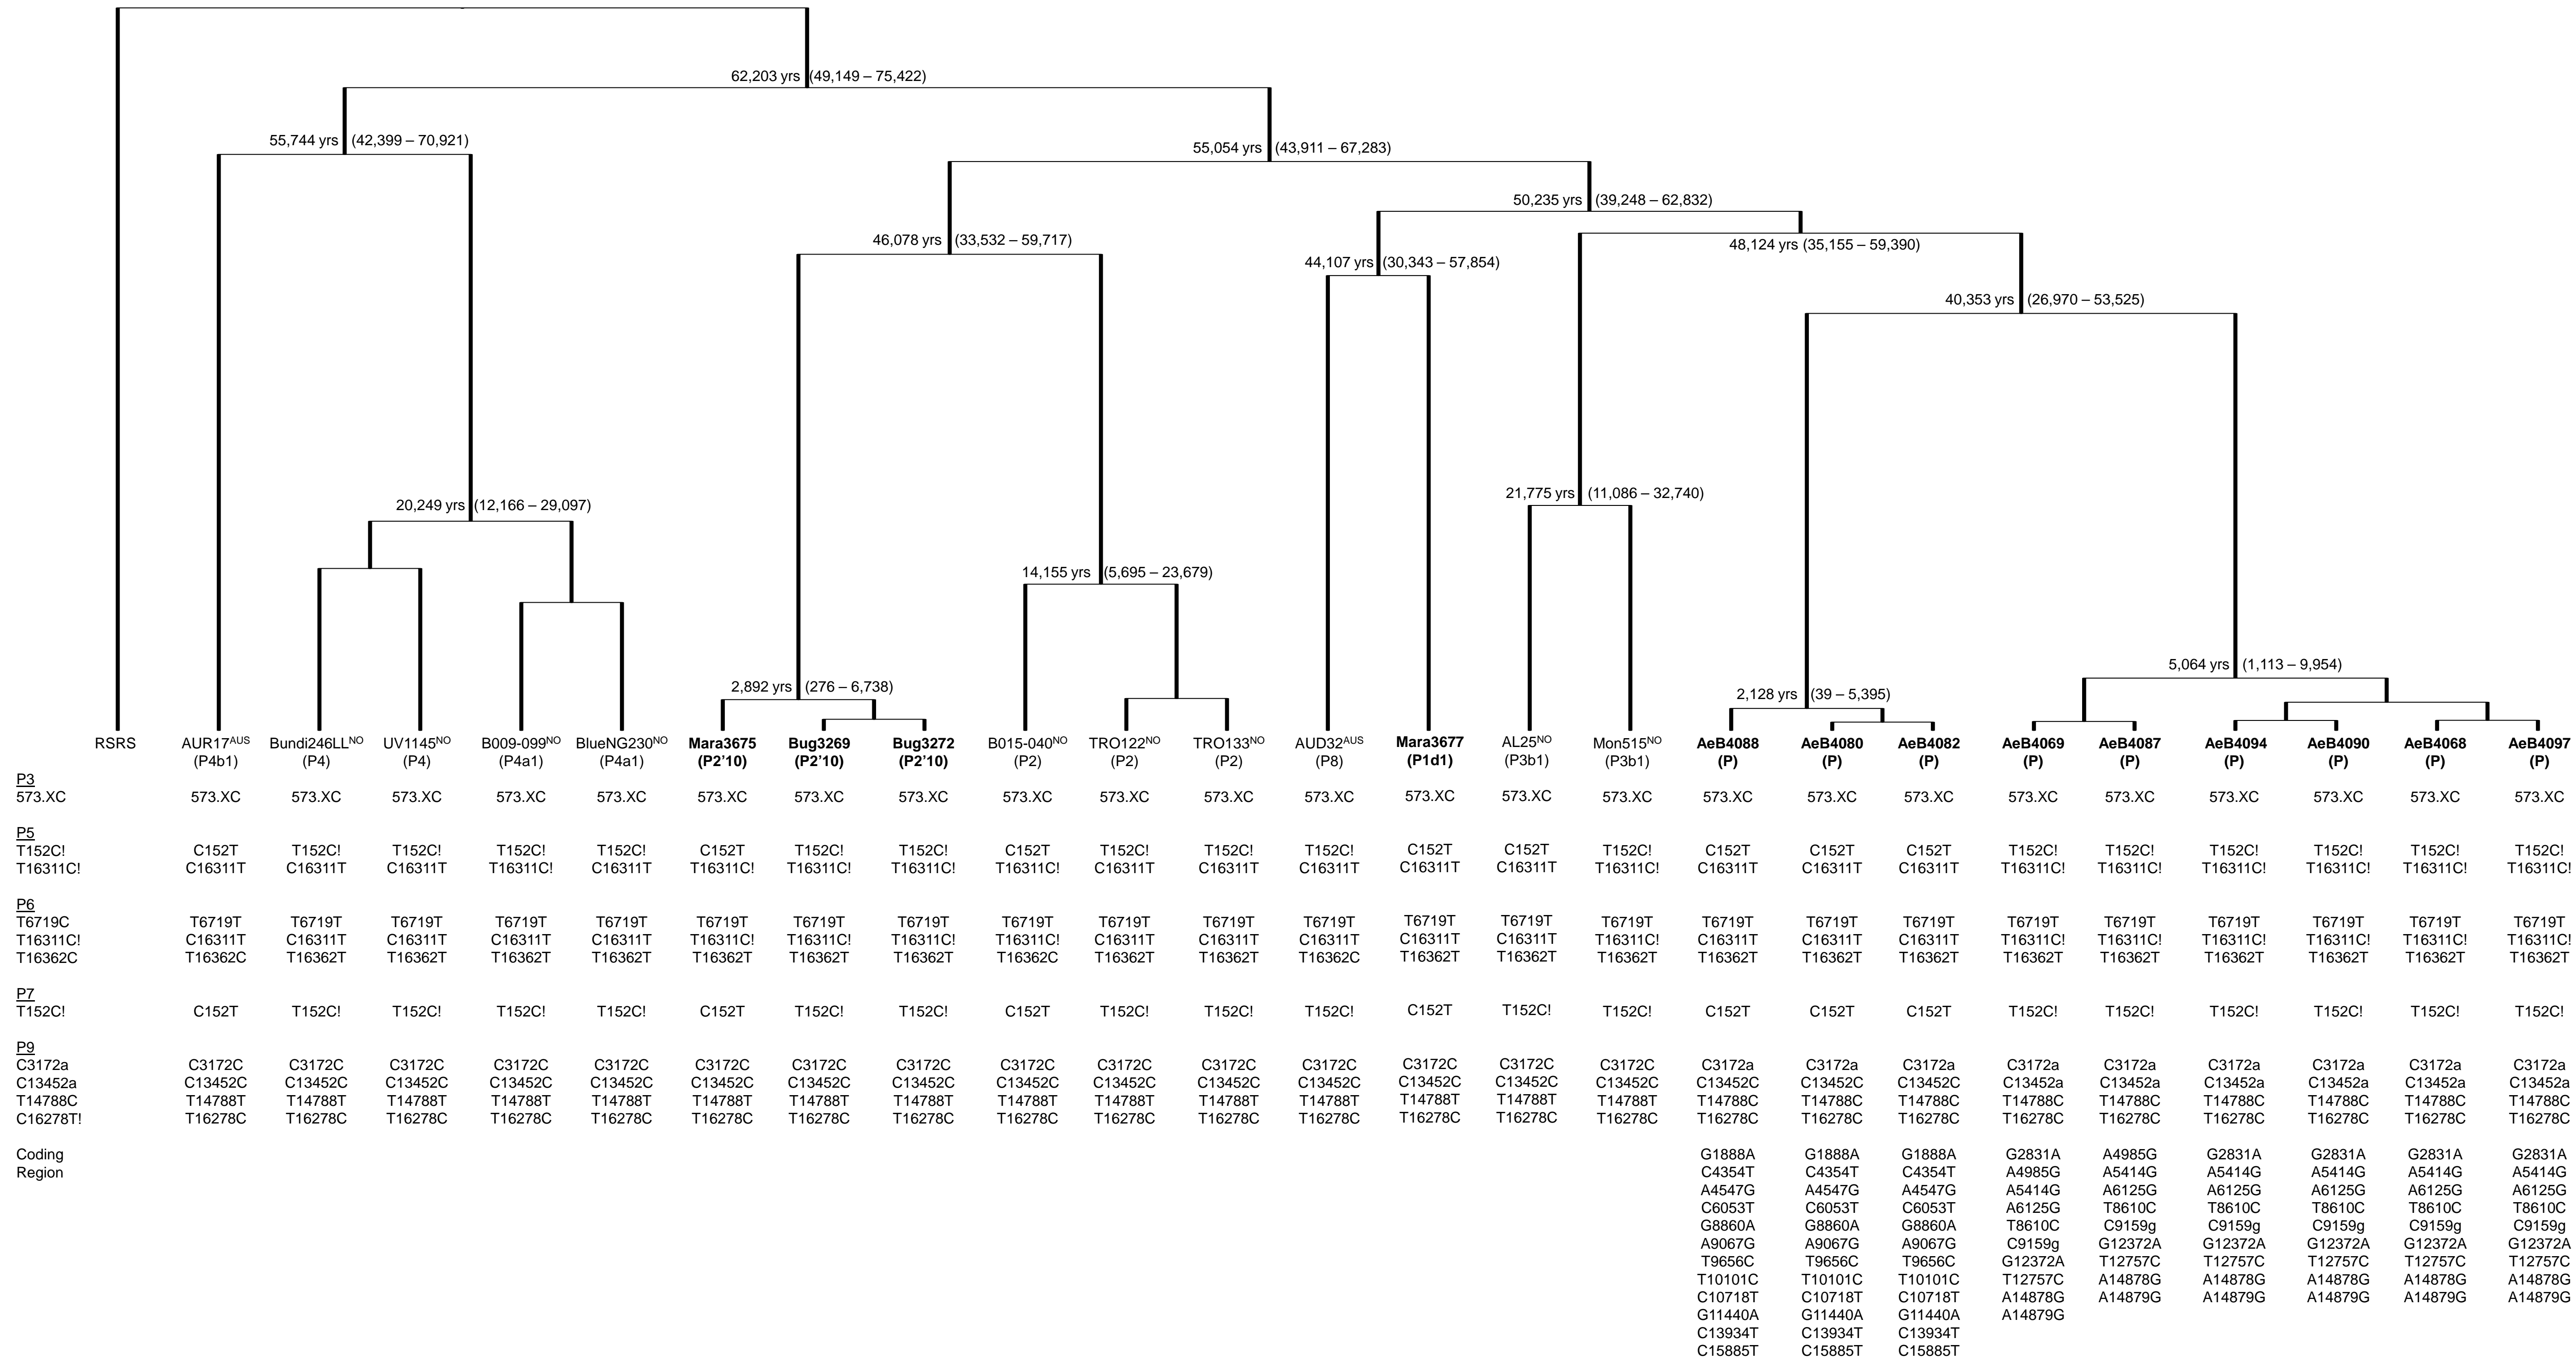 62,203 yrs (49,149 – 75,422)
55,744 yrs (42,399 – 70,921)
55,054 yrs (43,911 – 67,283)
50,235 yrs (39,248 – 62,832)
46,078 yrs (33,532 – 59,717)
48,124 yrs (35,155 – 59,390)
44,107 yrs (30,343 – 57,854)
40,353 yrs (26,970 – 53,525)
21,775 yrs (11,086 – 32,740)
20,249 yrs (12,166 – 29,097)
14,155 yrs (5,695 – 23,679)
5,064 yrs (1,113 – 9,954)
2,892 yrs (276 – 6,738)
2,128 yrs (39 – 5,395)
RSRS AUR17AUS Bundi246LLNO UV1145NO B009-099NO BlueNG230NO Mara3675 Bug3269 Bug3272 B015-040NO TRO122NO TRO133NO AUD32AUS Mara3677 AL25NO Mon515NO AeB4088 AeB4080 AeB4082 AeB4069 AeB4087 AeB4094 AeB4090 AeB4068 AeB4097
(P4b1) (P4) (P4) (P4a1) (P4a1) (P2'10) (P2'10) (P2'10) (P2) (P2) (P2) (P8) (P1d1) (P3b1) (P3b1) (P) (P) (P) (P) (P) (P) (P) (P) (P)
P3
573.XC 573.XC 573.XC 573.XC 573.XC 573.XC 573.XC 573.XC 573.XC 573.XC 573.XC 573.XC 573.XC 573.XC 573.XC 573.XC 573.XC 573.XC 573.XC 573.XC 573.XC 573.XC 573.XC 573.XC 573.XC
P5
T152C! C152T T152C! T152C! T152C! T152C! C152T T152C! T152C! C152T T152C! T152C! T152C! C152T C152T T152C! C152T C152T C152T T152C! T152C! T152C! T152C! T152C! T152C!
T16311C! C16311T C16311T C16311T T16311C! C16311T T16311C! T16311C! T16311C! T16311C! C16311T C16311T C16311T C16311T C16311T T16311C! C16311T C16311T C16311T T16311C! T16311C! T16311C! T16311C! T16311C! T16311C!
P6
T6719C T6719T T6719T T6719T T6719T T6719T T6719T T6719T T6719T T6719T T6719T T6719T T6719T T6719T T6719T T6719T T6719T T6719T T6719T T6719T T6719T T6719T T6719T T6719T T6719T
T16311C! C16311T C16311T C16311T C16311T C16311T T16311C! T16311C! T16311C! T16311C! C16311T C16311T C16311T C16311T C16311T T16311C! C16311T C16311T C16311T T16311C! T16311C! T16311C! T16311C! T16311C! T16311C!
T16362C T16362C T16362T T16362T T16362T T16362T T16362T T16362T T16362T T16362C T16362T T16362T T16362C T16362T T16362T T16362T T16362T T16362T T16362T T16362T T16362T T16362T T16362T T16362T T16362T
P7
T152C! C152T T152C! T152C! T152C! T152C! C152T T152C! T152C! C152T T152C! T152C! T152C! C152T T152C! T152C! C152T C152T C152T T152C! T152C! T152C! T152C! T152C! T152C!
P9
C3172a C3172C C3172C C3172C C3172C C3172C C3172C C3172C C3172C C3172C C3172C C3172C C3172C C3172C C3172C C3172C C3172a C3172a C3172a C3172a C3172a C3172a C3172a C3172a C3172a
C13452a C13452C C13452C C13452C C13452C C13452C C13452C C13452C C13452C C13452C C13452C C13452C C13452C C13452C C13452C C13452C C13452C C13452C C13452C C13452a C13452a C13452a C13452a C13452a C13452a
T14788C T14788T T14788T T14788T T14788T T14788T T14788T T14788T T14788T T14788T T14788T T14788T T14788T T14788T T14788T T14788T T14788C T14788C T14788C T14788C T14788C T14788C T14788C T14788C T14788C
C16278T! T16278C T16278C T16278C T16278C T16278C T16278C T16278C T16278C T16278C T16278C T16278C T16278C T16278C T16278C T16278C T16278C T16278C T16278C T16278C T16278C T16278C T16278C T16278C T16278C
Coding G1888A G1888A G1888A G2831A A4985G G2831A G2831A G2831A G2831A
Region C4354T C4354T C4354T A4985G A5414G A5414G A5414G A5414G A5414G
A4547G A4547G A4547G A5414G A6125G A6125G A6125G A6125G A6125G
C6053T C6053T C6053T A6125G T8610C T8610C T8610C T8610C T8610C
G8860A G8860A G8860A T8610C C9159g C9159g C9159g C9159g C9159g
A9067G A9067G A9067G C9159g G12372A G12372A G12372A G12372A G12372A
T9656C T9656C T9656C G12372A T12757C T12757C T12757C T12757C T12757C
T10101C T10101C T10101C T12757C A14878G A14878G A14878G A14878G A14878G
C10718T C10718T C10718T A14878G A14879G A14879G A14879G A14879G A14879G
G11440A G11440A G11440A A14879G
C13934T C13934T C13934T
C15885T C15885T C15885T